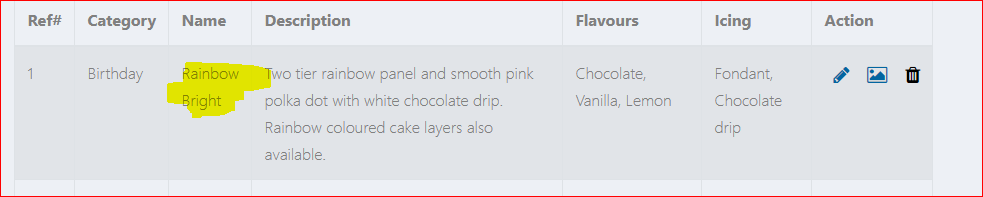 Ref# Category Name Description Flavours Icing Action
1 Birthday Rainbow Two tier rainbow panel and smooth pink Chocolate, Fondant,
Bright polka dot with white chocolate drip. Vanilla, Lemon Chocolate
Rainbow coloured cake layers also drip
available.